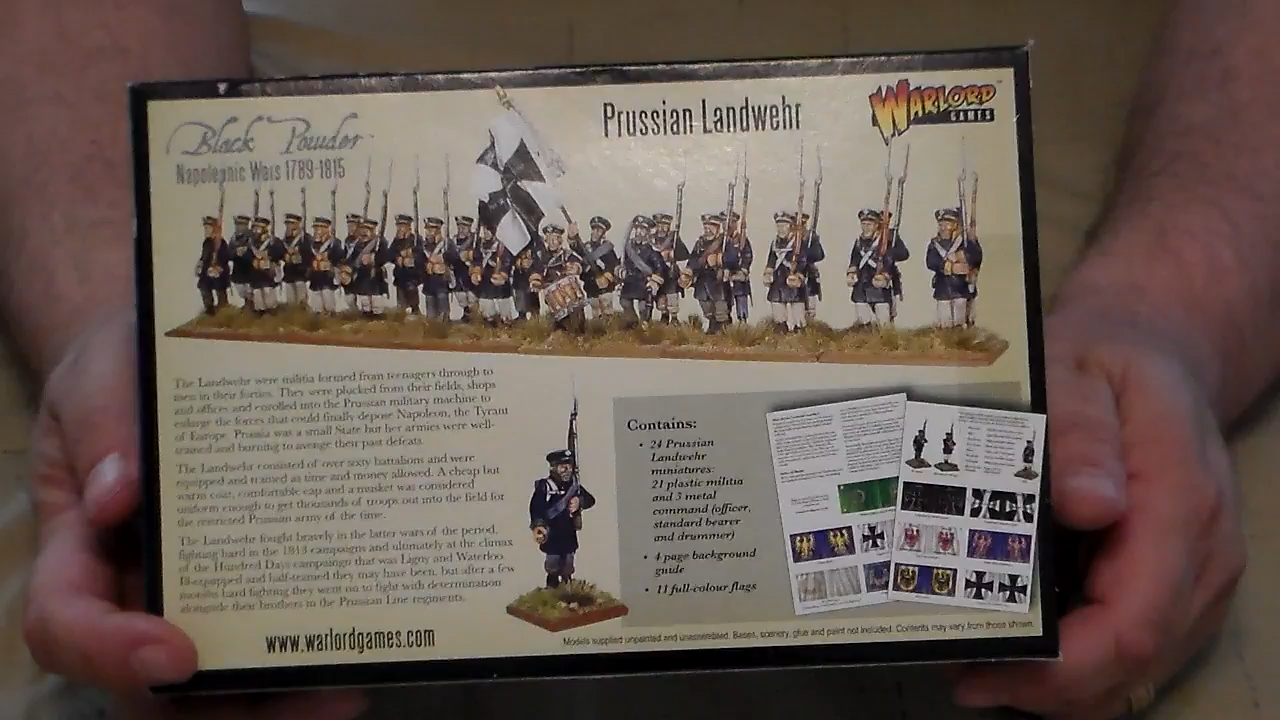 Black Powder
Napoleonic Wars 1789-1815
Prussian Landwehr
WARLORD
GAMES
The Landwehr were militia formed from teenagers through to
men in their forties. They were plucked from their fields, shops
and offices and enrolled into the Prussian military machine to
enlarge the forces that could finally depose Napoleon, the Tyrant
of Europe. Prussia was a small State but her armies were well-
trained and burning to avenge their past defeats.
The Landwehr consisted of over sixty battalions and were
equipped and trained as time and money allowed. A cheap but
warm coat, comfortable cap and a musket was considered
uniform enough to get thousands of troops out into the field for
the restricted Prussian army of the time.
The Landwehr fought bravely in the latter wars of the period,
fighting hard in the 1813 campaigns and ultimately at the climax
of the Hundred Days campaign that was Ligny and Waterloo.
Illequipped and half-trained they may have been, but after a few
months hard fighting they went on to fight with determination
alongside their brothers in the Prussian Line regiments.
www.warlordgames.com
Contains:
• 24 Prussian
Landwehr
miniatures:
21 plastic militia
and 3 metal
command (officer,
standard bearer
and drummer)
• 4 page background
guide
• 11 full-colour flags
Models supplied unpainted and unassembled. Bases, scenery, glue and paint not included. Contents may vary from those shown.